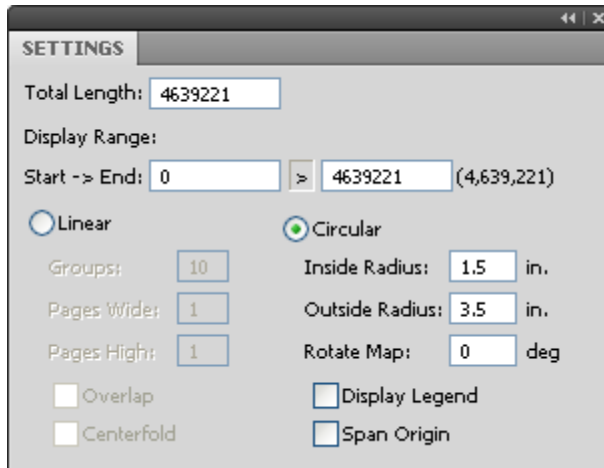 SETTINGS
Total Length: 4639221
Display Range:
Start -> End: 0 > 4639221 (4,639,221)
Linear Circular
Groups: 10 Inside Radius: 1.5 in.
Pages Wide: 1 Outside Radius: 3.5 in.
Pages High: 1 Rotate Map: 0 deg
Overlap Display Legend
Centerfold Span Origin